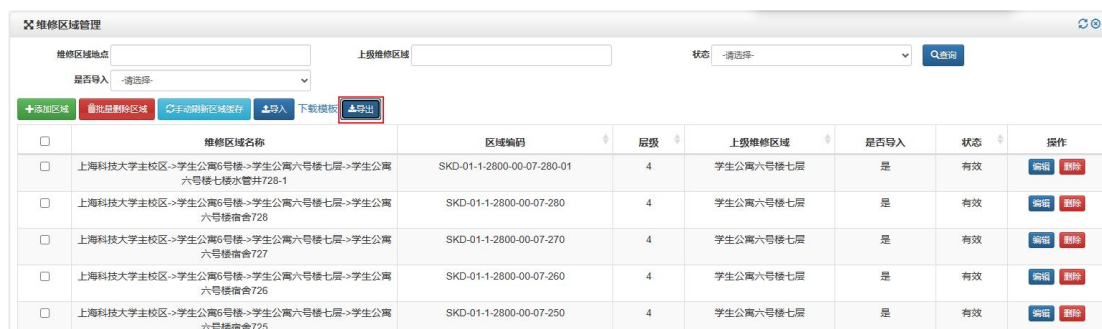 维修区域管理
维修区域地点 上级维修区域 状态 -请选择- 查询
是否导入 -请选择-
添加区域 批量删除区域 手动刷新区域缓存 导入 下载模板 导出
维修区域名称 区域编码 层级 上级维修区域 是否导入 状态 操作
上海科技大学主校区->学生公寓6号楼->学生公寓六号楼七层->学生公寓
六号楼七楼水管井728-1 SKD-01-1-2800-00-07-280-01 4 学生公寓六号楼七层 是 有效 编辑 删除
上海科技大学主校区->学生公寓6号楼->学生公寓六号楼七层->学生公寓
六号楼宿舍728 SKD-01-1-2800-00-07-280 4 学生公寓六号楼七层 是 有效 编辑 删除
上海科技大学主校区->学生公寓6号楼->学生公寓六号楼七层->学生公寓
六号楼宿舍727 SKD-01-1-2800-00-07-270 4 学生公寓六号楼七层 是 有效 编辑 删除
上海科技大学主校区->学生公寓6号楼->学生公寓六号楼七层->学生公寓
六号楼宿舍726 SKD-01-1-2800-00-07-260 4 学生公寓六号楼七层 是 有效 编辑 删除
上海科技大学主校区->学生公寓6号楼->学生公寓六号楼七层->学生公寓
六号楼宿舍725 SKD-01-1-2800-00-07-250 4 学生公寓六号楼七层 是 有效 编辑 删除